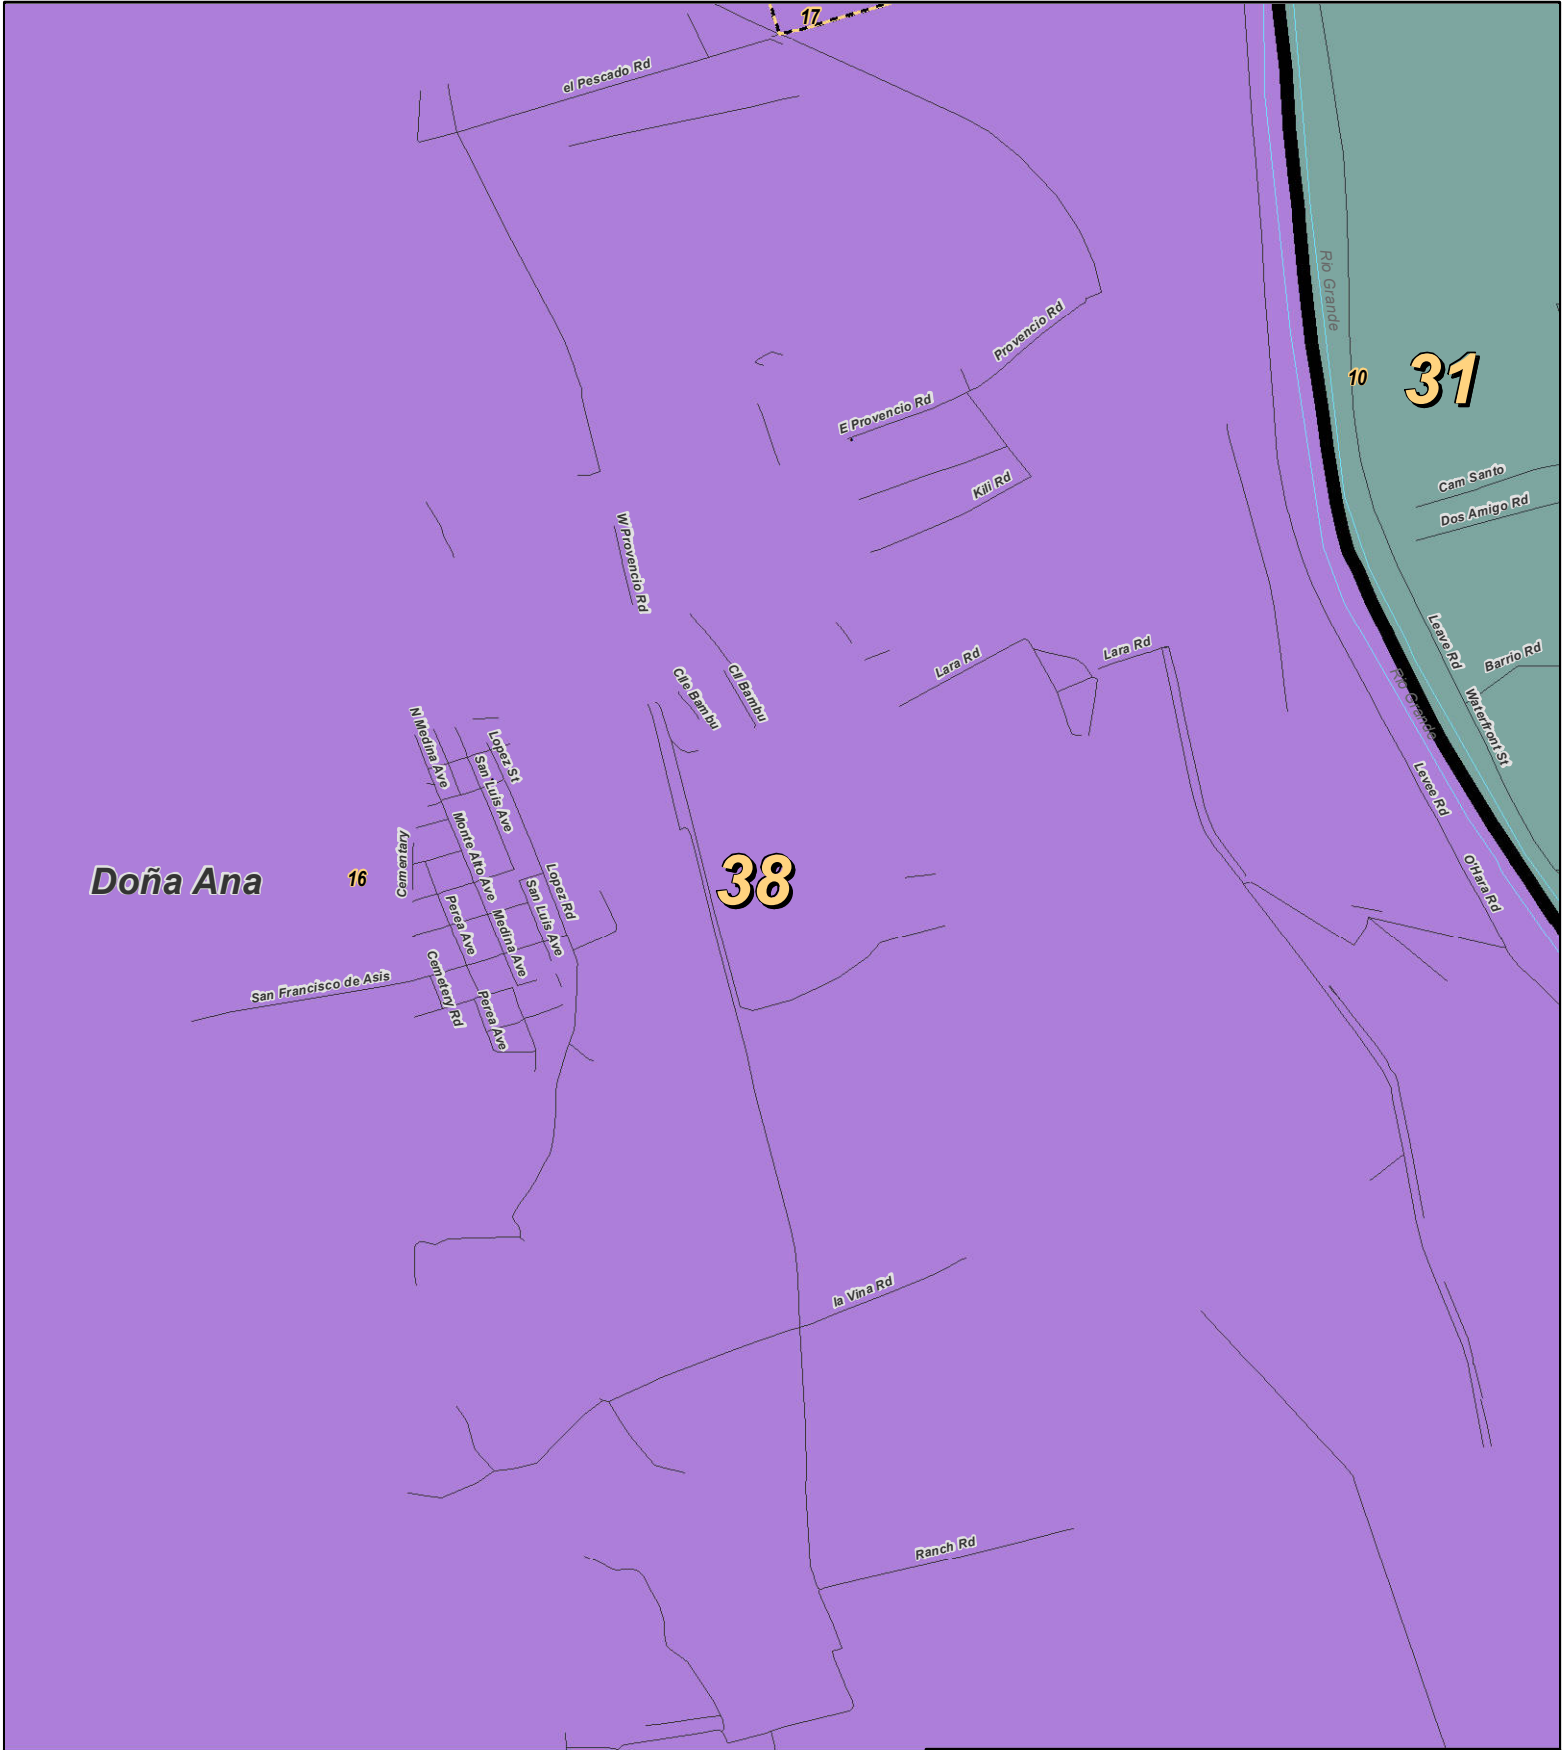 17
el Pescado Rd
Rio Grande
Provencio Rd
10
31
E Provencio Rd
Cam Santo
Kili Rd
Dos Amigo Rd
W Provencio Rd
Leave Rd
Lara Rd
Lara Rd
Barrio Rd
Clle Bambu
Cll Bambu
Rio Grande
Waterfront St
N Medina Ave
Lopez St
San Luis Ave
Levee Rd
Monte Alto Ave
Cementary
Doña Ana
16
38
Lopez Rd
San Luis Ave
O'Hara Rd
Perea Ave
Medina Ave
Cemetery Rd
San Francisco de Asis
Perea Ave
la Vina Rd
Ranch Rd